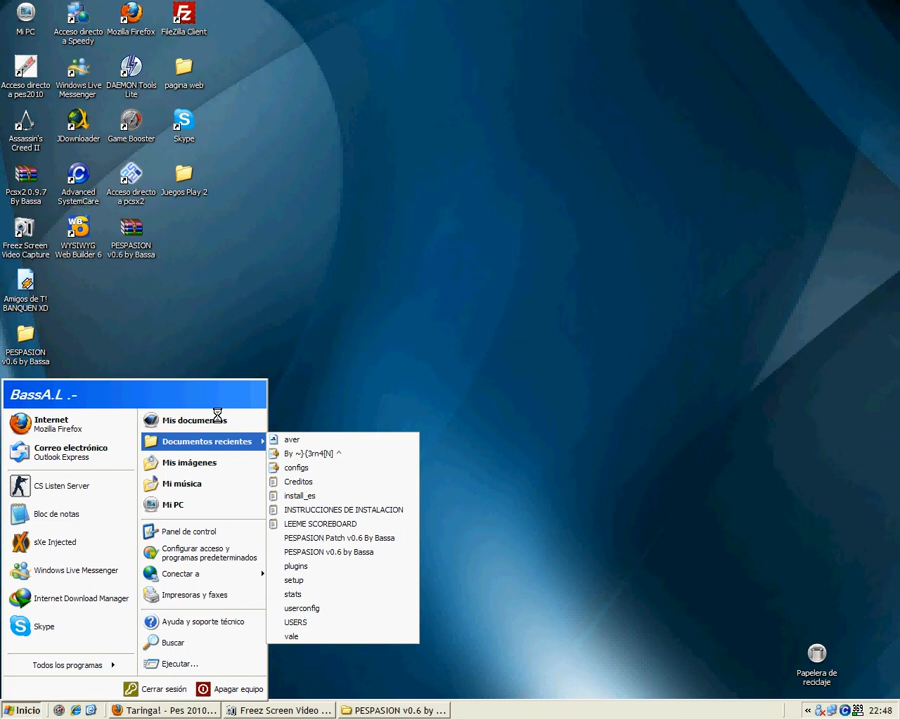 Mi PC
Acceso directo
a Speedy
Mozilla Firefox
FileZilla Client
Acceso directo
a pes2010
Windows Live
Messenger
DAEMON Tools
Lite
pagina web
Assassin's
Creed II
JDownloader
Game Booster
Skype
Pcsx2 0.9.7
By Bassa
Advanced
SystemCare
Acceso directo
a pcsx2
Juegos Play 2
Freez Screen
Video Capture
WYSIWYG
Web Builder 6
PESPASION
v0.6 by Bassa
Amigos de T!
BANQUEN XD
PESPASION
v0.6 by Bassa
BassA.L .-
Internet
Mozilla Firefox
Correo electrónico
Outlook Express
CS Listen Server
Bloc de notas
sXe Injected
Windows Live Messenger
Internet Download Manager
Skype
Todos los programas
Mis documentos
Documentos recientes
Mis imágenes
Mi música
Mi PC
Panel de control
Configurar acceso y
programas predeterminados
Conectar a
Impresoras y faxes
Ayuda y soporte técnico
Buscar
Ejecutar...
Cerrar sesión
Apagar equipo
aver
By ~}{3rn4[N] ^
configs
Creditos
install_es
INSTRUCCIONES DE INSTALACION
LEEME SCOREBOARD
PESPASION Patch v0.6 By Bassa
PESPASION v0.6 by Bassa
plugins
setup
stats
userconfig
USERS
vale
Papelera de
reciclaje
Inicio
Taringa! - Pes 2010...
Freez Screen Video ...
PESPASION v0.6 by ...
22:48